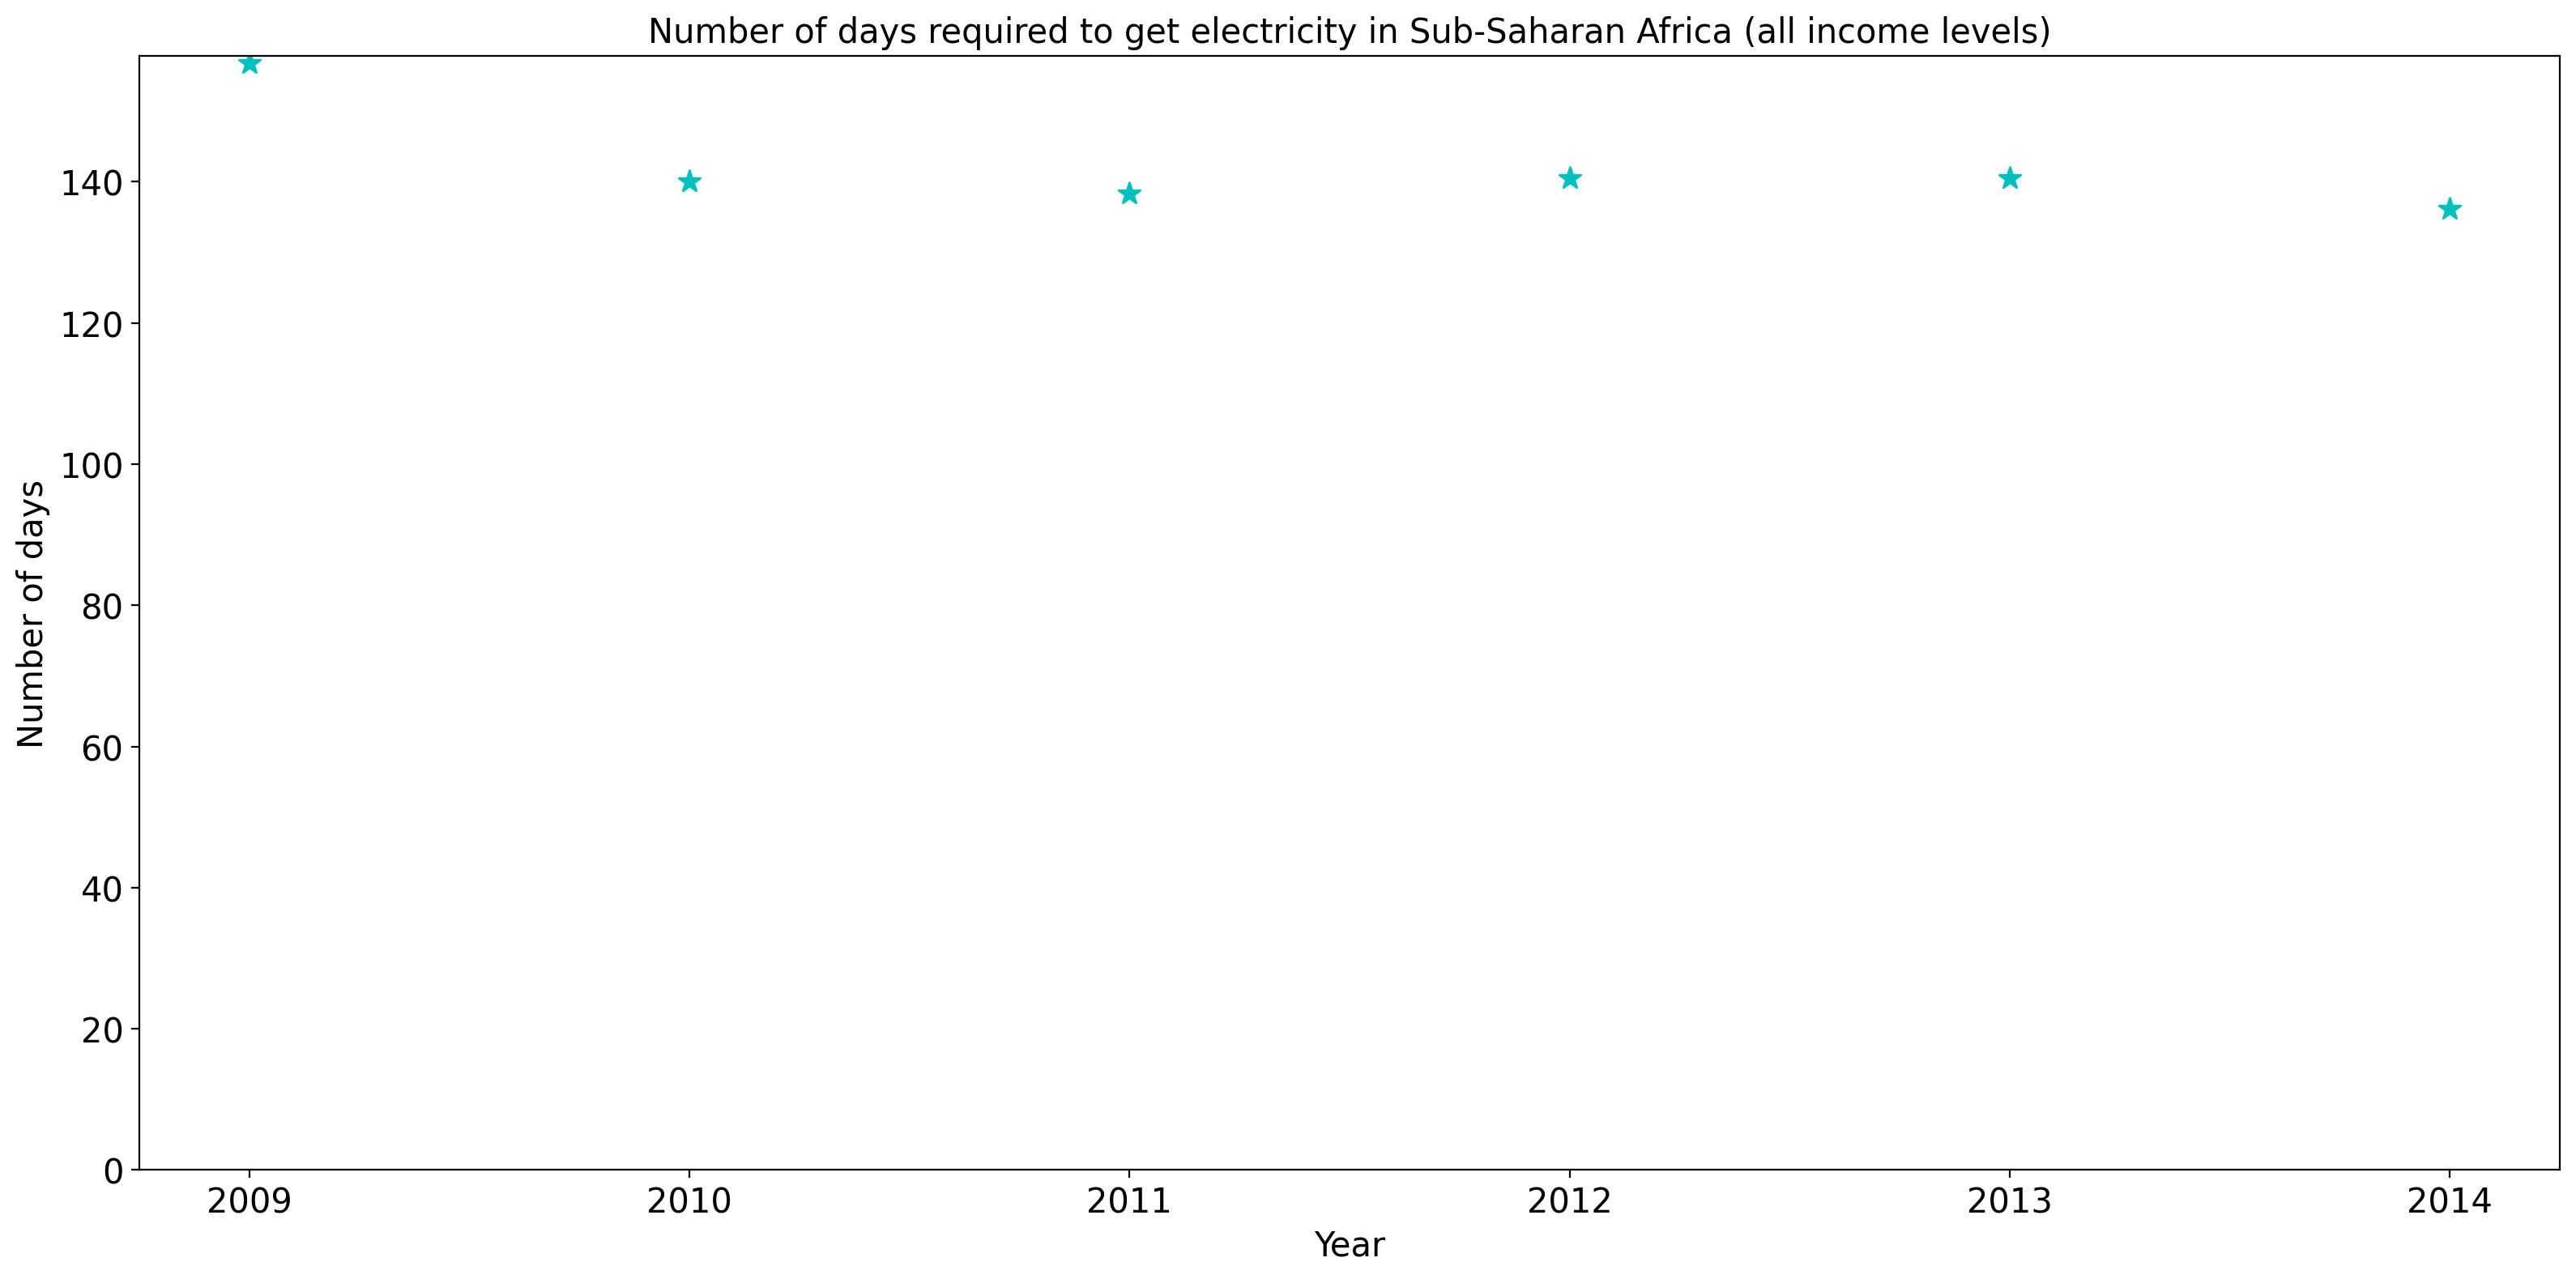 Number of days required to get electricity in Sub-Saharan Africa (all income levels)
Number of days
140
120
100
80
60
40
20
0
2009 2010 2011 2012 2013 2014
Year